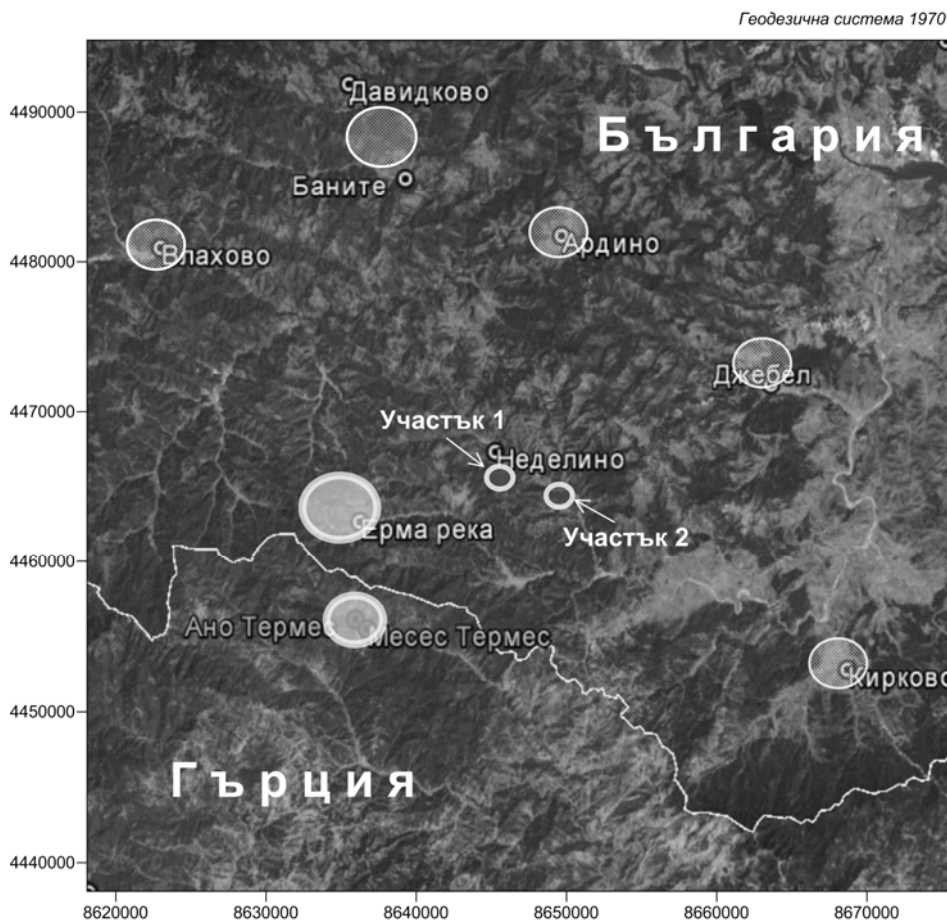 Геодезична система 1970
Давидково
България
4490000
Баните
Влахово
Ардино
4480000
Джебел
4470000
Участък 1
Неделино
Ерма река
Участък 2
4460000
Ано Термес
Месес Термес
Кирково
4450000
Гърция
4440000
8620000 8630000 8640000 8650000 8660000 8670000